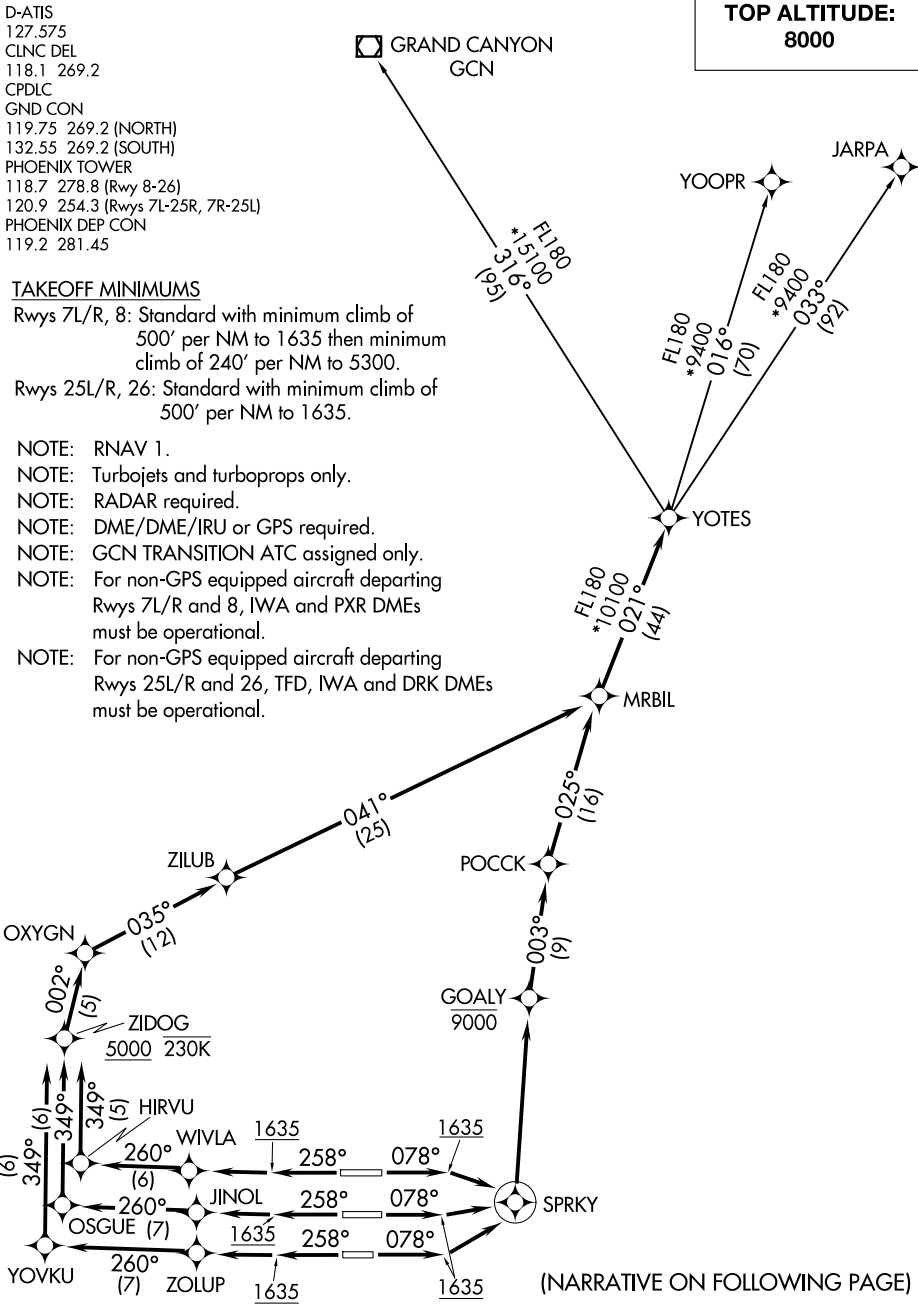 D-ATIS
127.575
CLNC DEL
118.1 269.2
CPDLC
GND CON
119.75 269.2 (NORTH)
132.55 269.2 (SOUTH)
PHOENIX TOWER
118.7 278.8 (Rwy 8-26)
120.9 254.3 (Rwys 7L-25R, 7R-25L)
PHOENIX DEP CON
119.2 281.45
TOP ALTITUDE:
8000
GRAND CANYON
GCN
YOOPR
JARPA
FL180
*15100
316°
(95)
FL180
*9400
016°
(70)
FL180
*9400
033°
(92)
TAKEOFF MINIMUMS
Rwys 7L/R, 8: Standard with minimum climb of
500' per NM to 1635 then minimum
climb of 240' per NM to 5300.
Rwys 25L/R, 26: Standard with minimum climb of
500' per NM to 1635.
NOTE: RNAV 1.
NOTE: Turbojets and turboprops only.
NOTE: RADAR required.
NOTE: DME/DME/IRU or GPS required.
NOTE: GCN TRANSITION ATC assigned only.
NOTE: For non-GPS equipped aircraft departing
Rwys 7L/R and 8, IWA and PXR DMEs
must be operational.
NOTE: For non-GPS equipped aircraft departing
Rwys 25L/R and 26, TFD, IWA and DRK DMEs
must be operational.
YOTES
FL180
*10100
021°
(44)
MRBIL
041°
(25)
025°
(16)
ZILUB
POCCK
035°
(12)
OXYGN
003°
(9)
002°
(5)
GOALY
9000
ZIDOG
5000 230K
349°
(6)
349°
(6)
349°
(5)
HIRVU
WIVLA
260°
(6)
1635
258°
078°
1635
JINOL
260°
(7)
OSGUE
1635
258°
078°
SPRKY
YOVKU
260°
(7)
ZOLUP
1635
258°
078°
1635
(NARRATIVE ON FOLLOWING PAGE)